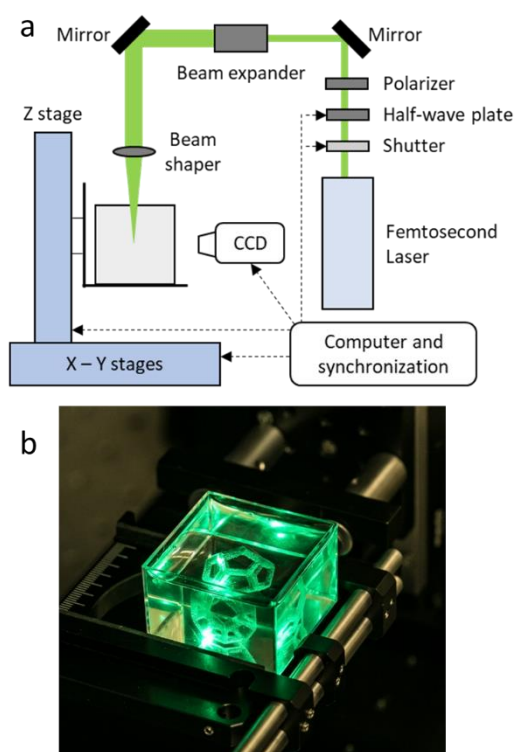 a
Mirror
Mirror
Beam expander
Polarizer
Half-wave plate
Shutter
Z stage
Beam
shaper
CCD
Femtosecond
Laser
Computer and
synchronization
X – Y stages
b